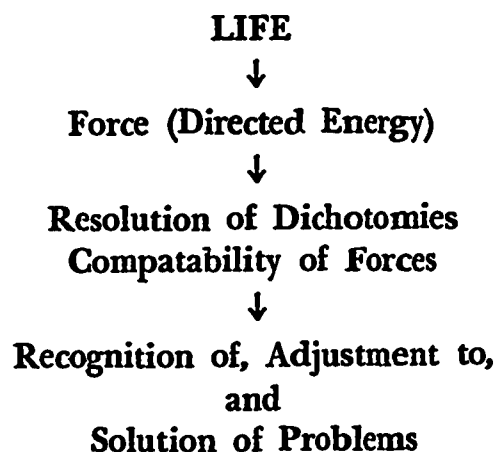 LIFE
↓
Force (Directed Energy)
↓
Resolution of Dichotomies
Compatability of Forces
↓
Recognition of, Adjustment to,
and
Solution of Problems